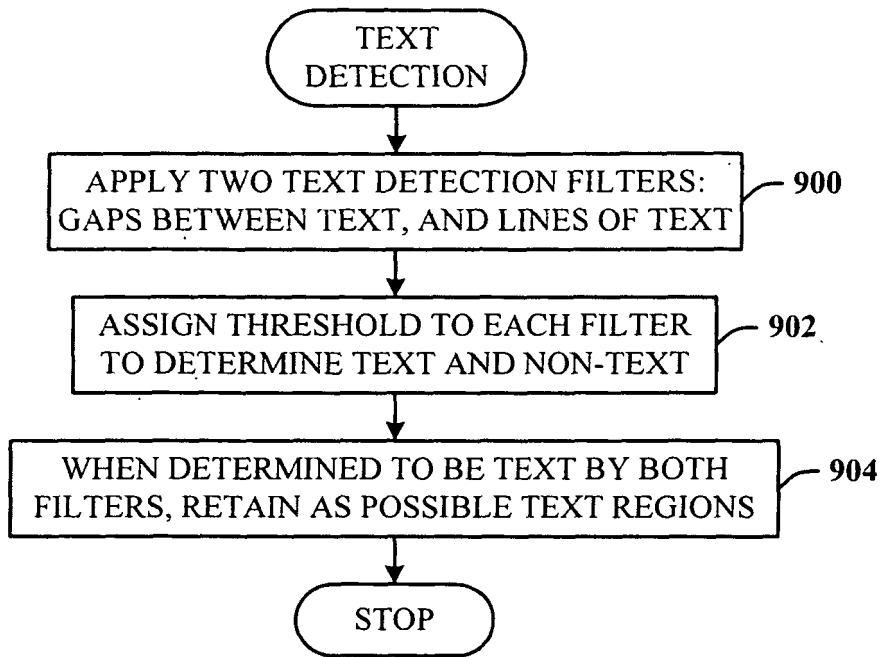 TEXT
DETECTION
APPLY TWO TEXT DETECTION FILTERS:
GAPS BETWEEN TEXT, AND LINES OF TEXT
900
ASSIGN THRESHOLD TO EACH FILTER
TO DETERMINE TEXT AND NON-TEXT
902
WHEN DETERMINED TO BE TEXT BY BOTH
FILTERS, RETAIN AS POSSIBLE TEXT REGIONS
904
STOP